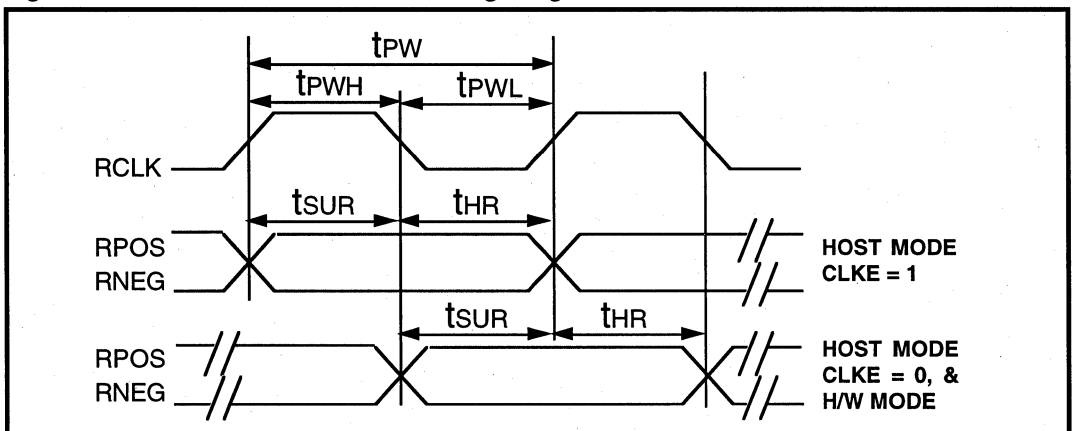 tPW
tPWH tPWL
RCLK
tSUR tHR
RPOS
RNEG
HOST MODE
CLKE = 1
tSUR tHR
RPOS
RNEG
HOST MODE
CLKE = 0, &
H/W MODE